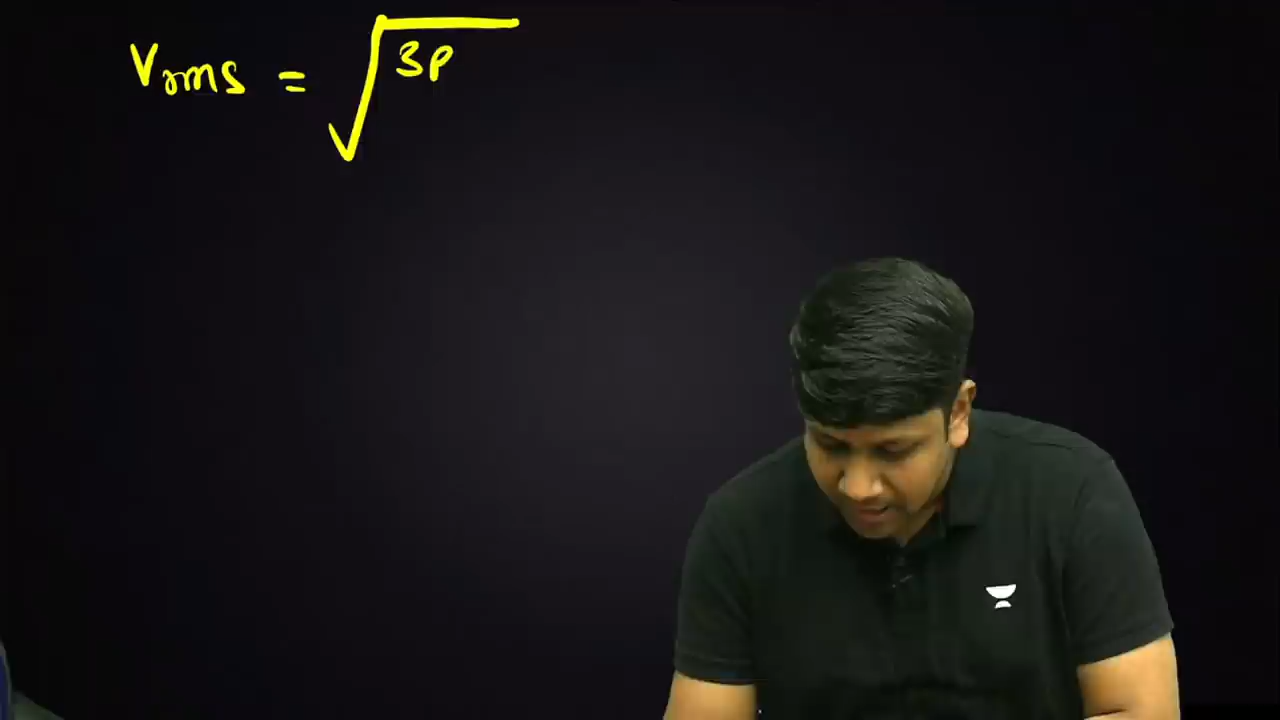 Vrms = √3P